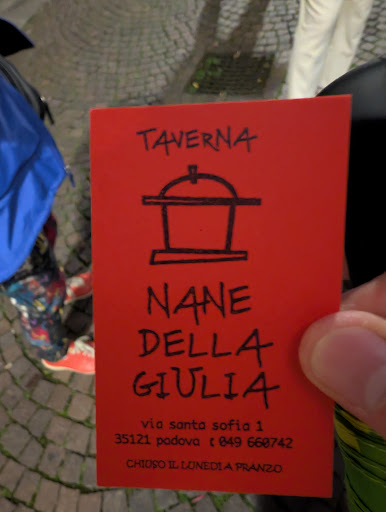 TAVERNA
NANE
DELLA
GIULIA
via santa sofia 1
35121 padova t 049 660742
CHIUSO IL LUNEDI A PRANZO